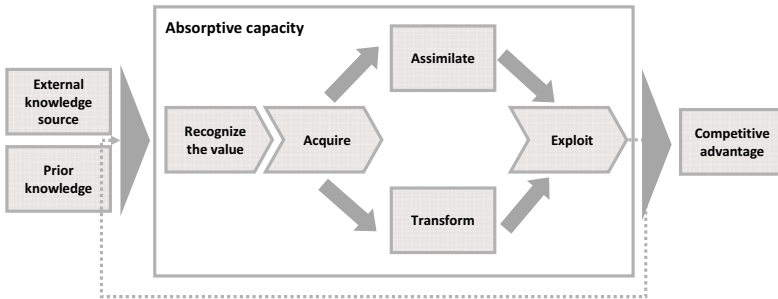 Absorptive capacity
External
knowledge
source
Prior
knowledge
Recognize
the value
Acquire
Assimilate
Transform
Exploit
Competitive
advantage